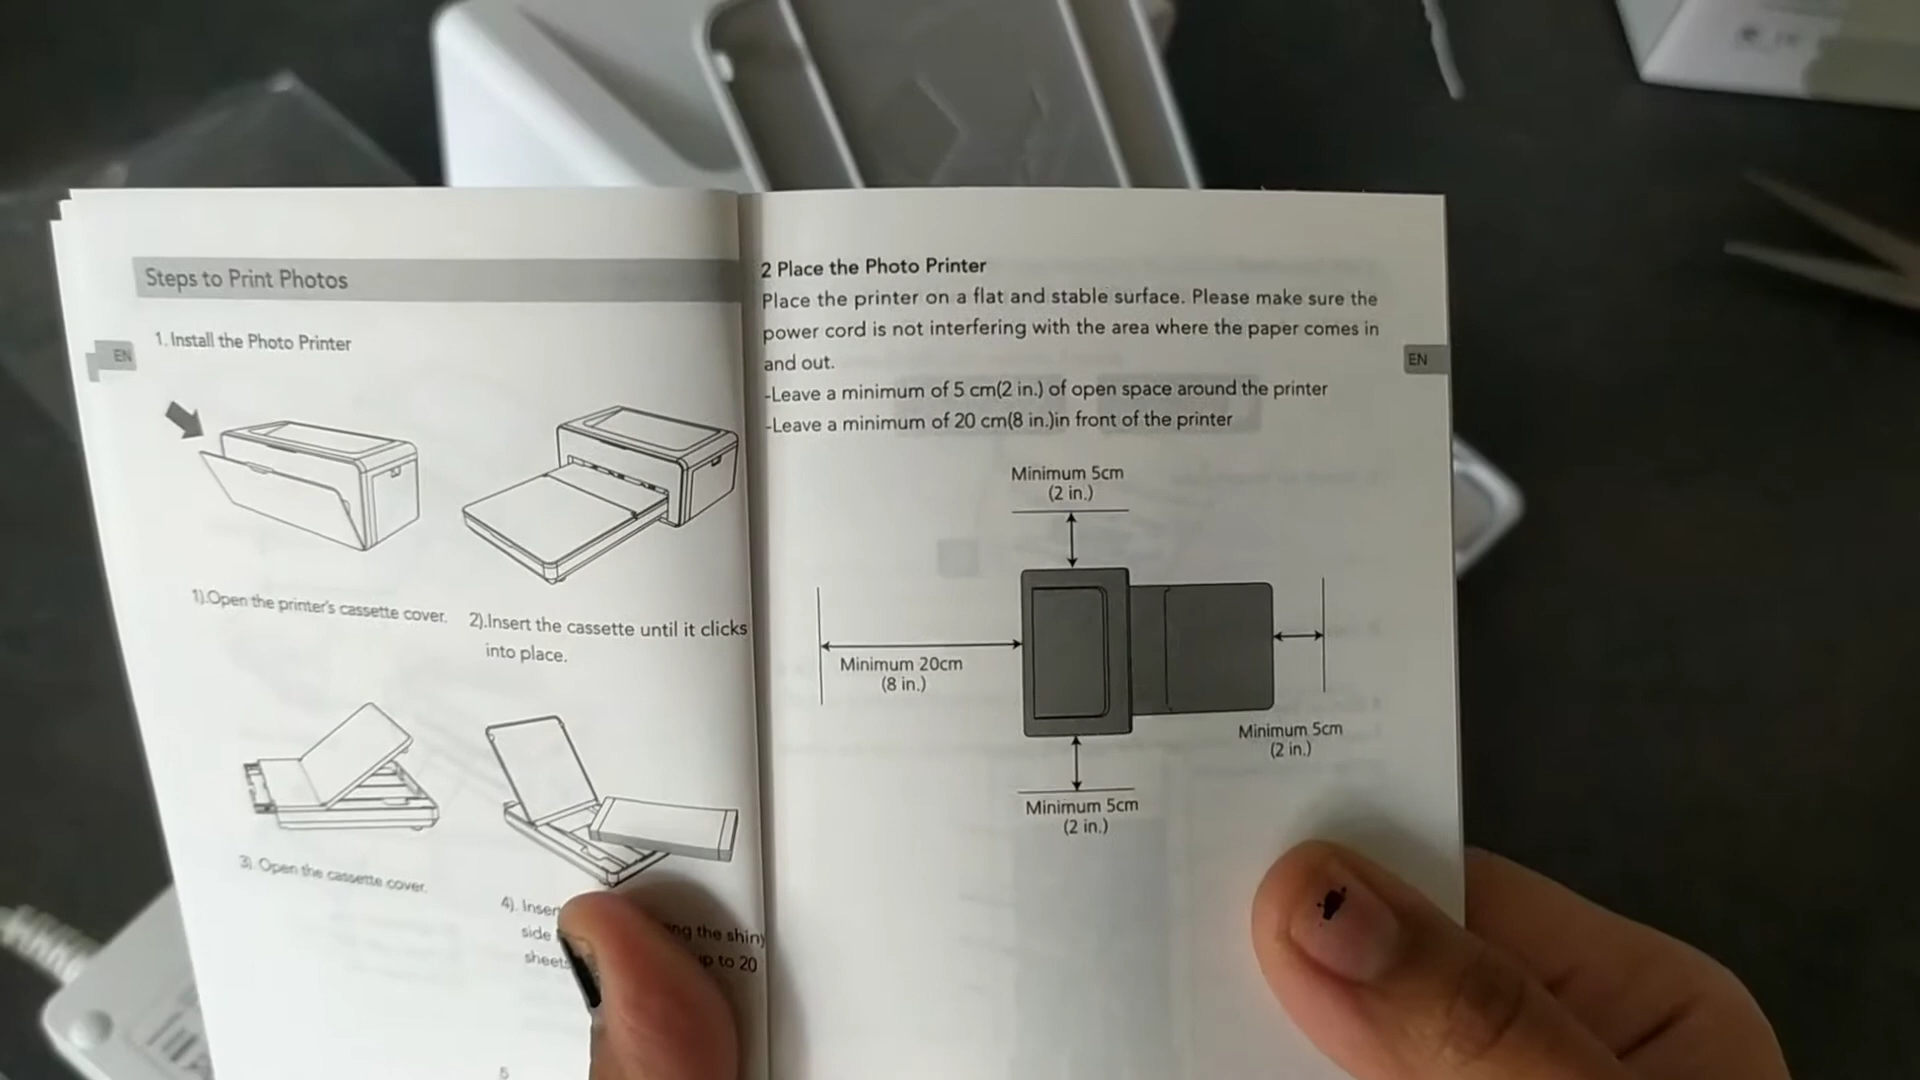 Steps to Print Photos
EN
1. Install the Photo Printer
1).Open the printer's cassette cover.
2).Insert the cassette until it clicks
into place.
3). Open the cassette cover.
4). Inser
side
ng the shiny
sheets
p to 20
5
2 Place the Photo Printer
Place the printer on a flat and stable surface. Please make sure the
power cord is not interfering with the area where the paper comes in
and out.
-Leave a minimum of 5 cm(2 in.) of open space around the printer
-Leave a minimum of 20 cm(8 in.)in front of the printer
EN
Minimum 5cm
(2 in.)
Minimum 20cm
(8 in.)
Minimum 5cm
(2 in.)
Minimum 5cm
(2 in.)